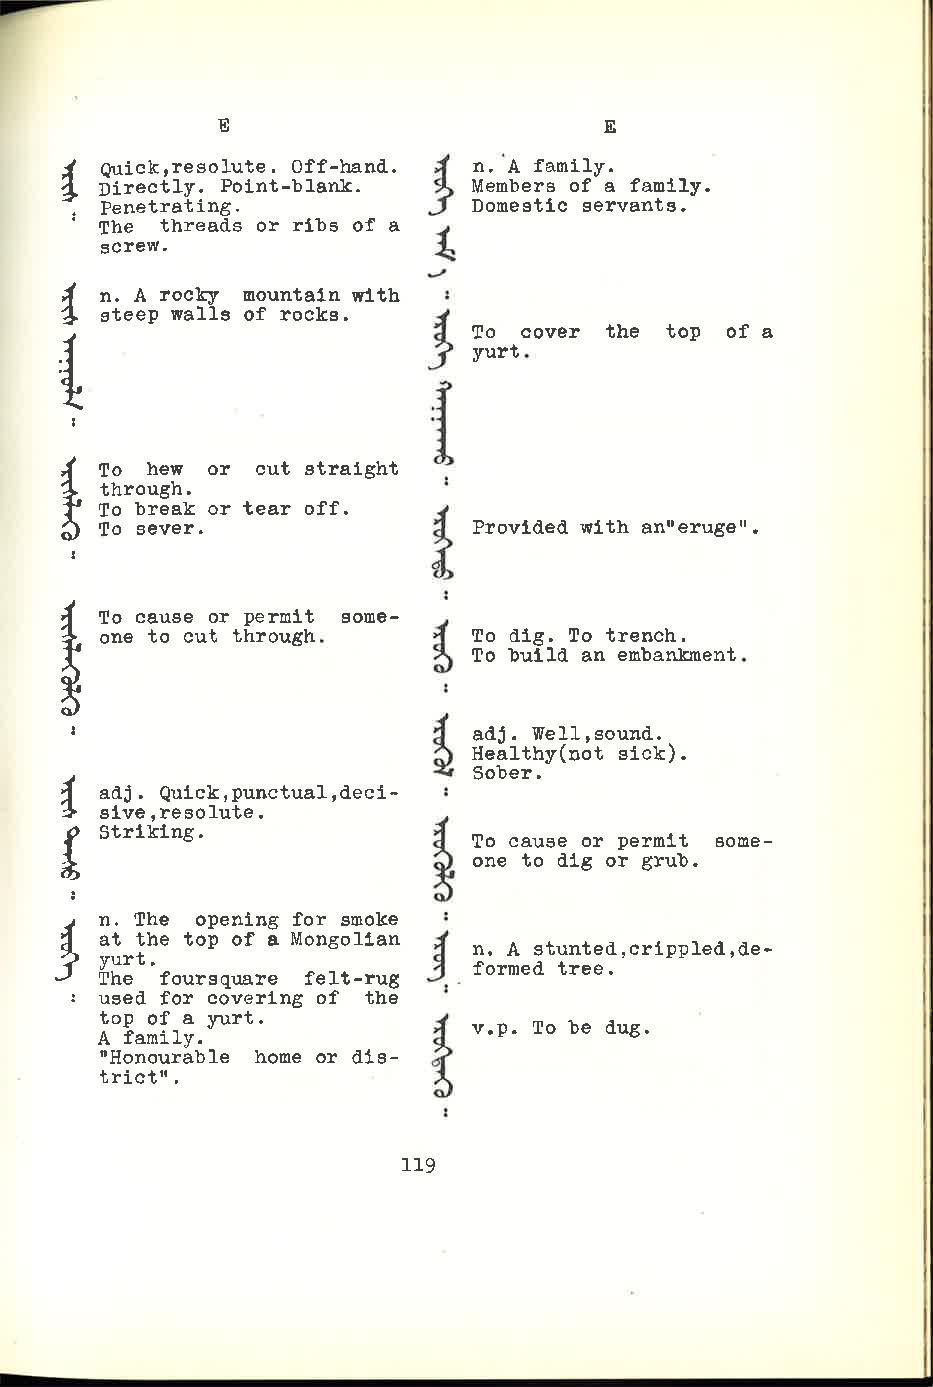 E
Quick,resolute. Off-hand.
Directly. Point-blank.
Penetrating.
The threads or ribs of a
screw.
n. A rocky mountain with
steep walls of rocks.
To hew or cut straight
through.
To break or tear off.
To sever.
To cause or permit some-
one to cut through.
adj. Quick,punctual,deci-
sive,resolute.
Striking.
n. The opening for smoke
at the top of a Mongolian
yurt.
The foursquare felt-rug
used for covering of the
top of a yurt.
A family.
"Honourable home or dis-
trict".
E
n. A family.
Members of a family.
Domestic servants.
To cover the top of a
yurt.
Provided with an"eruge".
To dig. To trench.
To build an embankment.
adj. Well,sound.
Healthy(not sick).
Sober.
To cause or permit some-
one to dig or grub.
n. A stunted,crippled,de-
formed tree.
v.p. To be dug.
119